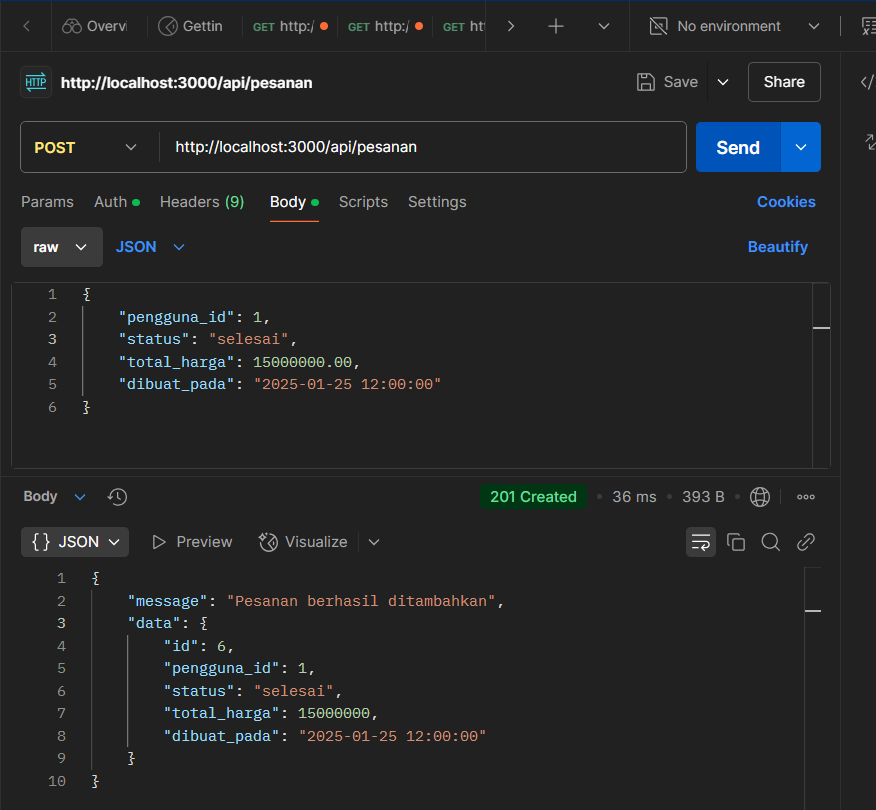 Overvi Gettin GET http:/ GET http:/ GET htt No environment
HTTP http://localhost:3000/api/pesanan Save Share
POST http://localhost:3000/api/pesanan Send
Params Auth Headers (9) Body Scripts Settings Cookies
raw JSON Beautify
1 {
2 "pengguna_id": 1,
3 "status": "selesai",
4 "total_harga": 15000000.00,
5 "dibuat_pada": "2025-01-25 12:00:00"
6 }
Body 201 Created 36 ms 393 B
{} JSON Preview Visualize
1 {
2 "message": "Pesanan berhasil ditambahkan",
3 "data": {
4 "id": 6,
5 "pengguna_id": 1,
6 "status": "selesai",
7 "total_harga": 15000000,
8 "dibuat_pada": "2025-01-25 12:00:00"
9 }
10 }